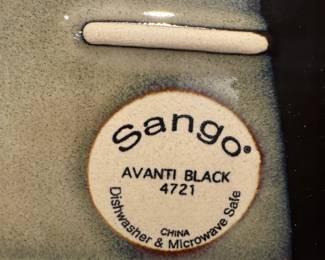 Sango®
AVANTI BLACK
4721
CHINA
Dishwasher & Microwave Safe